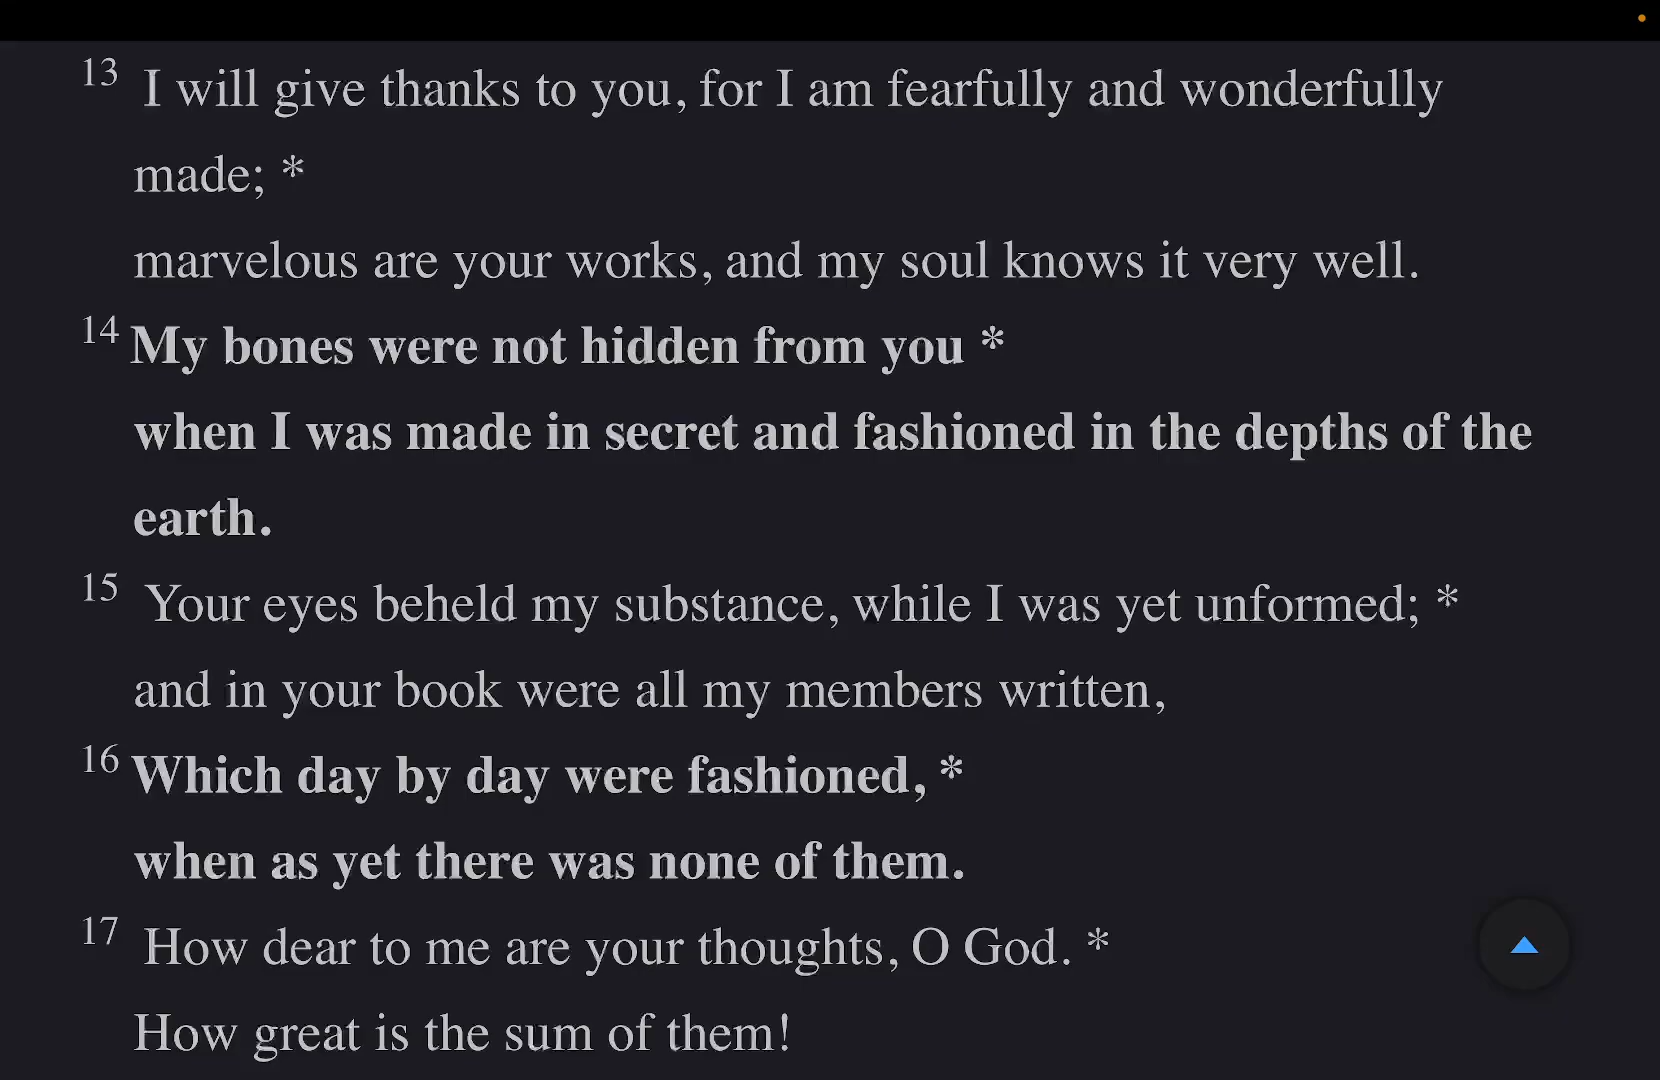 13 I will give thanks to you, for I am fearfully and wonderfully
made; *
marvelous are your works, and my soul knows it very well.
14 My bones were not hidden from you *
when I was made in secret and fashioned in the depths of the
earth.
15 Your eyes beheld my substance, while I was yet unformed; *
and in your book were all my members written,
16 Which day by day were fashioned, *
when as yet there was none of them.
17 How dear to me are your thoughts, O God. *
How great is the sum of them!